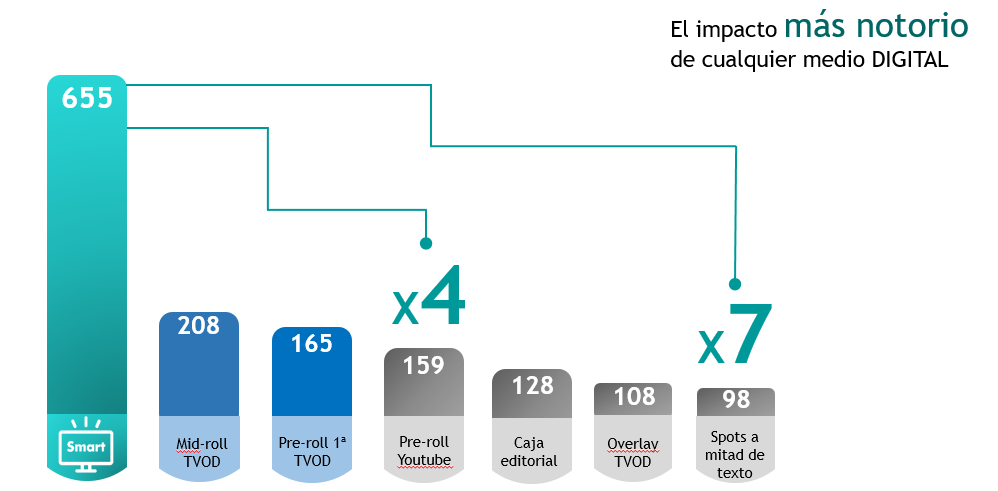 El impacto más notorio
de cualquier medio DIGITAL
655
x4
x7
208
165
159
128
108
98
Smart
Mid-roll
TVOD
Pre-roll 1ª
TVOD
Pre-roll
Youtube
Caja
editorial
Overlay
TVOD
Spots a
mitad de
texto